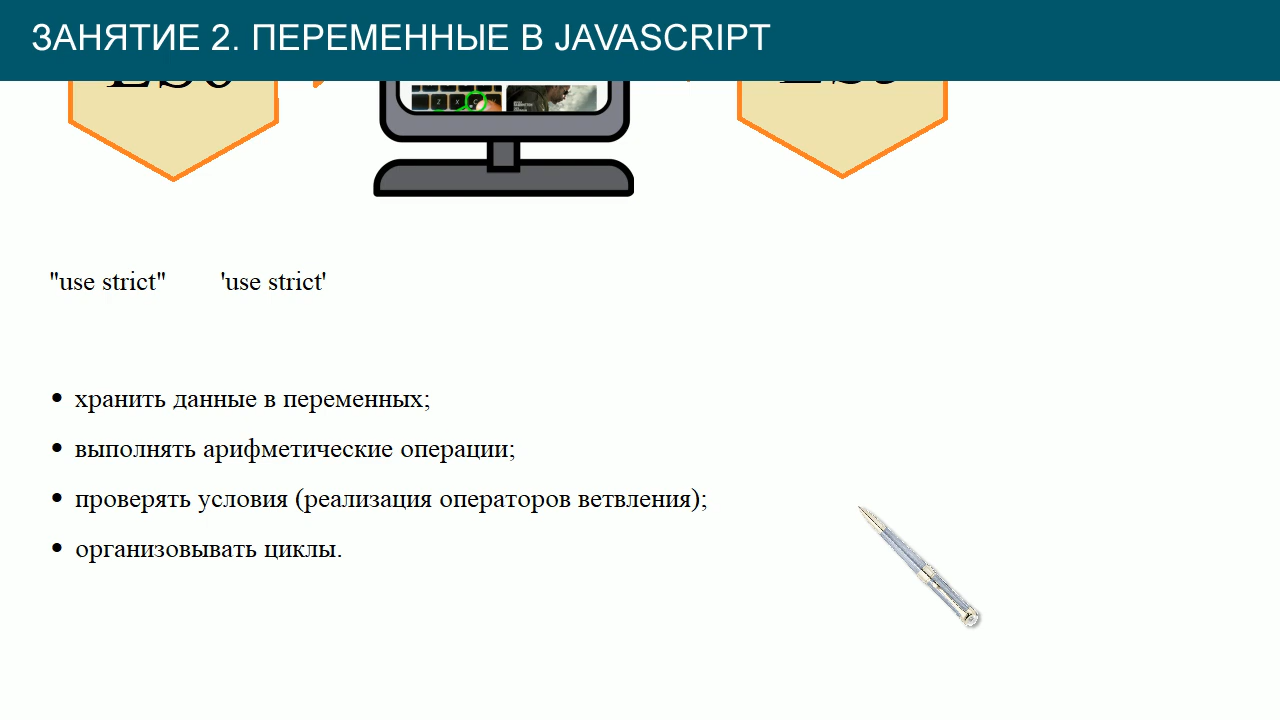 ЗАНЯТИЕ 2. ПЕРЕМЕННЫЕ В JAVASCRIPT
"use strict" 'use strict'
• хранить данные в переменных;
• выполнять арифметические операции;
• проверять условия (реализация операторов ветвления);
• организовывать циклы.